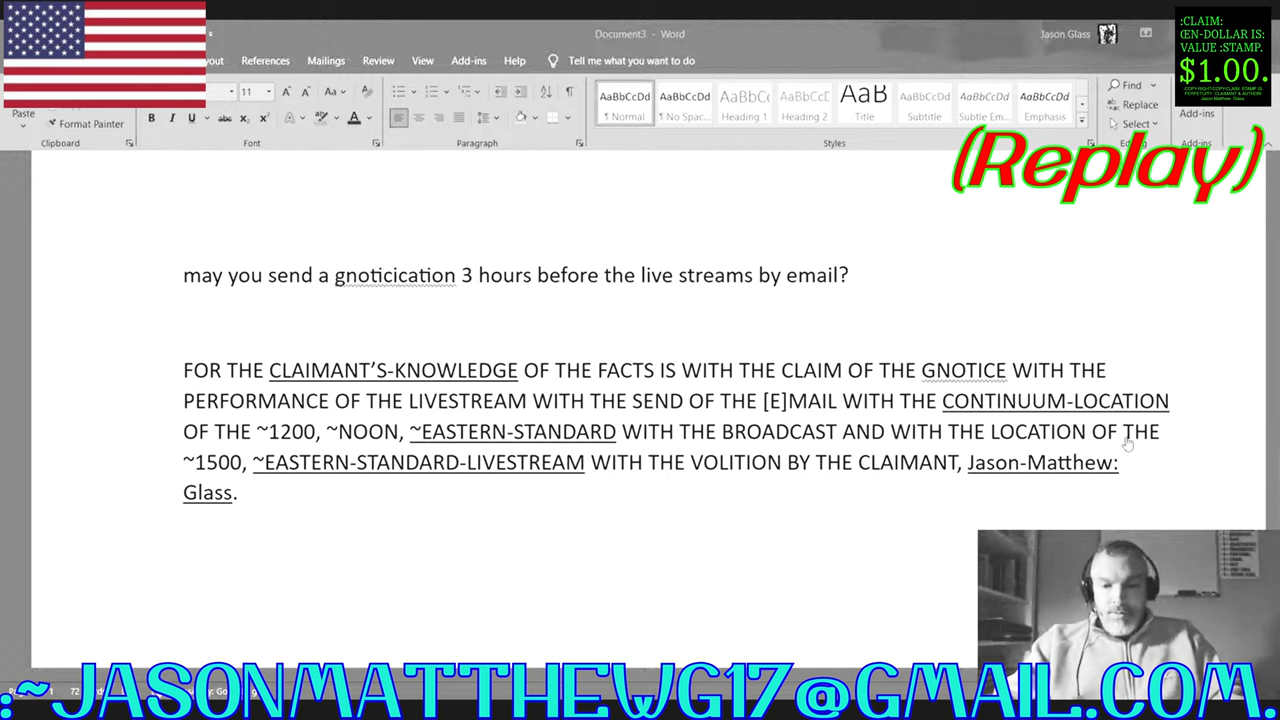 Document3 - Word
Jason Glass
References Mailings Review View Add-ins Help Tell me what you want to do
:CLAIM:
ŒN-DOLLAR IS:
VALUE :STAMP.
$1.00.
Jason-Matthew: Glass.
11
AaBbCcDd AaBbCcDd AaBbCc AaBbCcE AaB AaBbCcD AaBbCcDd AaBbCcDd
¶ Normal ¶ No Spac... Heading 1 Heading 2 Title Subtitle Subtle Em... Emphasis
Find
Replace
Select
Add-ins
Paste
Format Painter
Clipboard Font Paragraph Styles
(Replay)
may you send a gnoticication 3 hours before the live streams by email?
FOR THE CLAIMANT’S-KNOWLEDGE OF THE FACTS IS WITH THE CLAIM OF THE GNOTICE WITH THE
PERFORMANCE OF THE LIVESTREAM WITH THE SEND OF THE [E]MAIL WITH THE CONTINUUM-LOCATION
OF THE ~1200, ~NOON, ~EASTERN-STANDARD WITH THE BROADCAST AND WITH THE LOCATION OF THE
~1500, ~EASTERN-STANDARD-LIVESTREAM WITH THE VOLITION BY THE CLAIMANT, Jason-Matthew:
Glass.
:~JASONMATTHEWG17@GMAIL.COM.